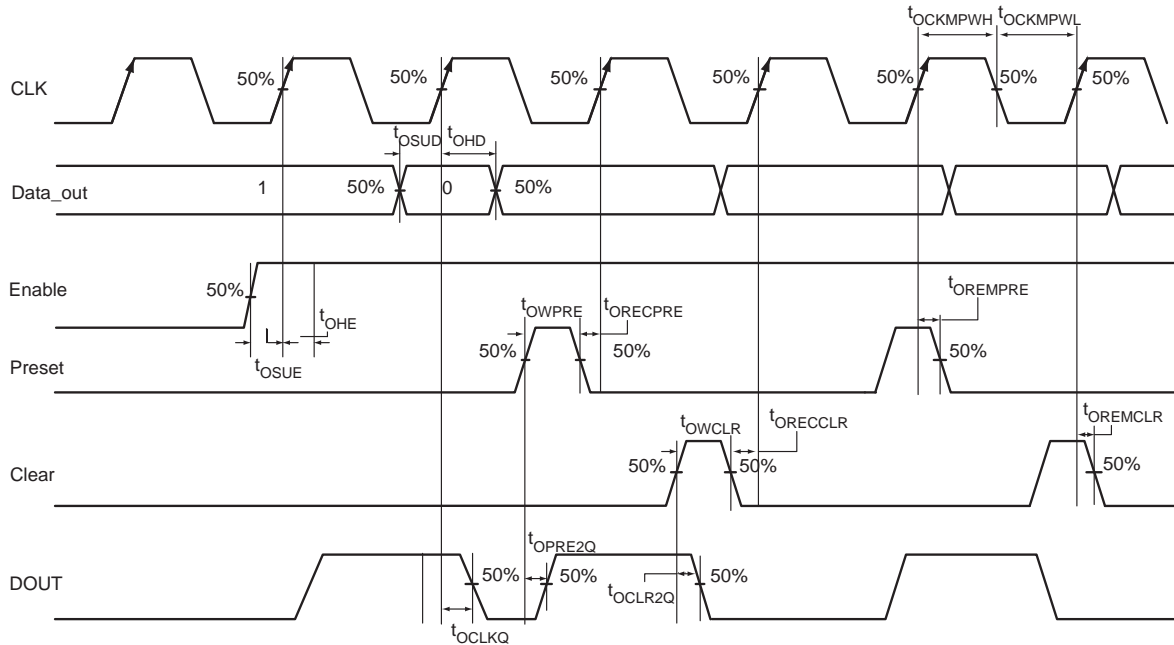 tOCKMPWH tOCKMPWL
CLK
50% 50% 50% 50% 50% 50% 50%
tOSUD tOHD
Data_out
1 50% 0 50%
Enable
50%
tOHE
tOSUE
tOWPRE tORECPRE
tOREMPRE
Preset
50% 50% 50%
tOWCLR tORECCLR
tOREMCLR
Clear
50% 50% 50%
tOPRE2Q
DOUT
50% 50% 50%
tOCLR2Q
tOCLKQ